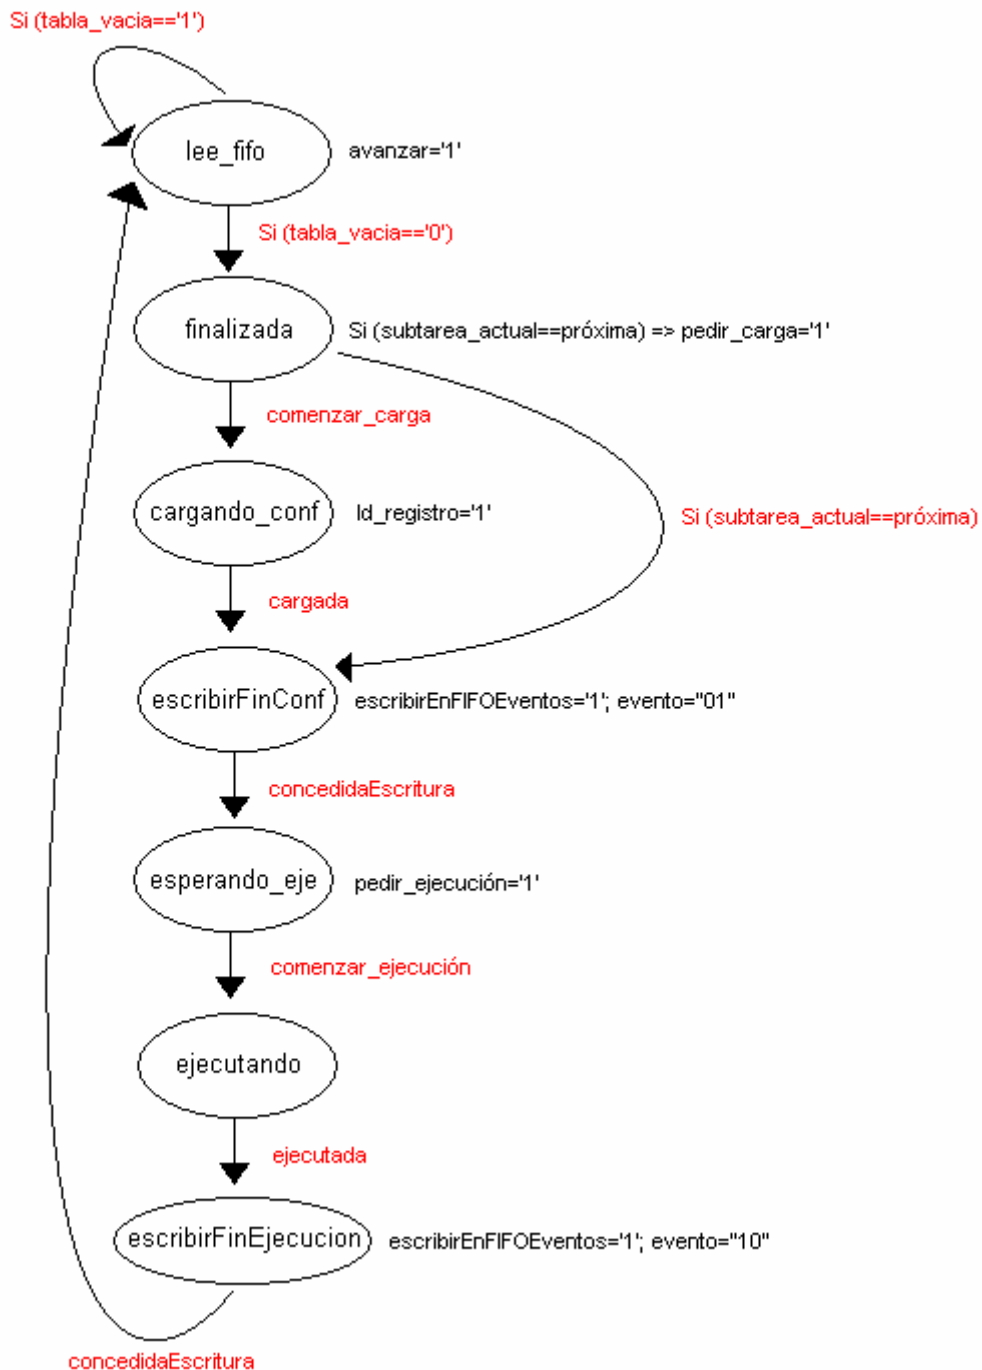 Si (tabla_vacia=='1')
lee_fifo
avanzar='1'
Si (tabla_vacia=='0')
finalizada
Si (subtarea_actual==próxima) => pedir_carga='1'
comenzar_carga
cargando_conf
ld_registro='1'
Si (subtarea_actual==próxima)
cargada
escribirFinConf
escribirEnFIFOEventos='1'; evento="01"
concedidaEscritura
esperando_eje
pedir_ejecución='1'
comenzar_ejecución
ejecutando
ejecutada
escribirFinEjecucion
escribirEnFIFOEventos='1'; evento="10"
concedidaEscritura